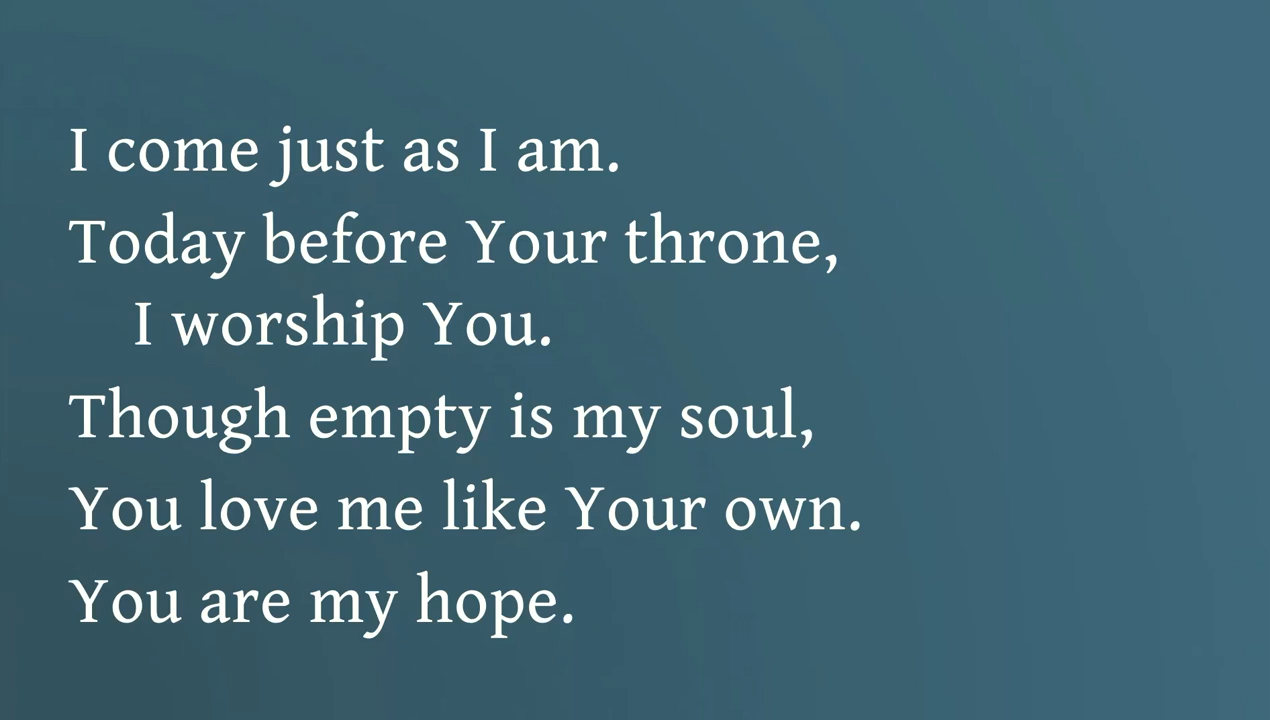 I come just as I am.
Today before Your throne,
I worship You.
Though empty is my soul,
You love me like Your own.
You are my hope.